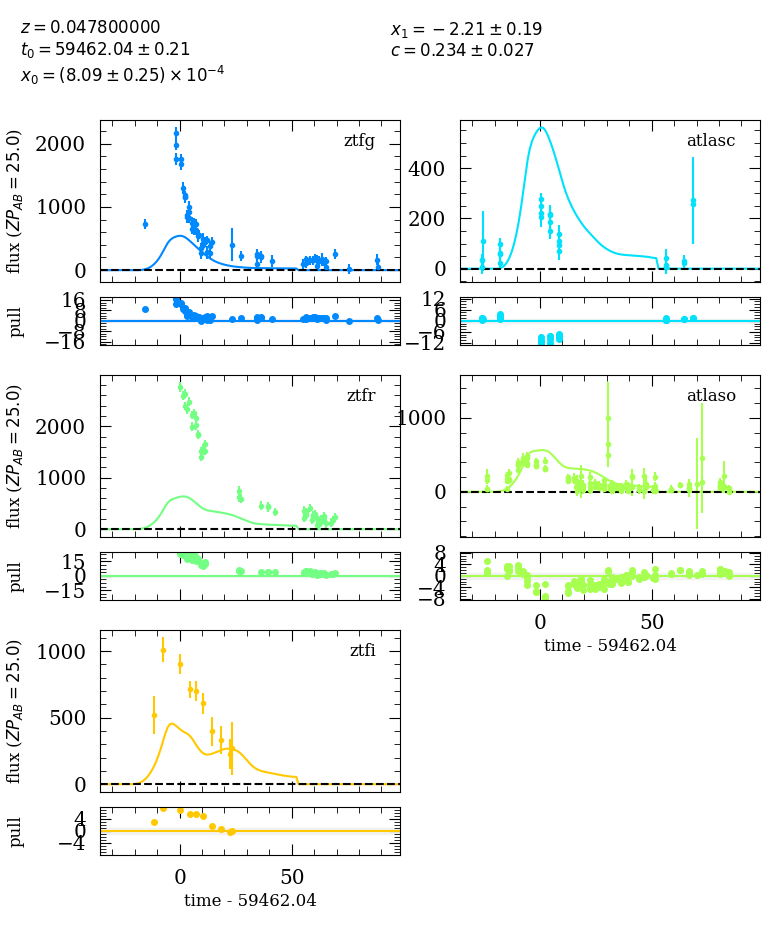 z = 0.047800000
t₀ = 59462.04 ± 0.21
x₀ = (8.09 ± 0.25) × 10⁻⁴
x₁ = −2.21 ± 0.19
c = 0.234 ± 0.027
flux (ZP_AB = 25.0)
2000
1000
0
ztfg
400
200
0
atlasc
pull
16
8
0
−8
−16
12
6
0
−6
−12
flux (ZP_AB = 25.0)
2000
1000
0
ztfr
1000
0
atlaso
pull
15
0
−15
8
4
0
−4
−8
0 50
time - 59462.04
flux (ZP_AB = 25.0)
1000
500
0
ztfi
pull
4
0
−4
0 50
time - 59462.04